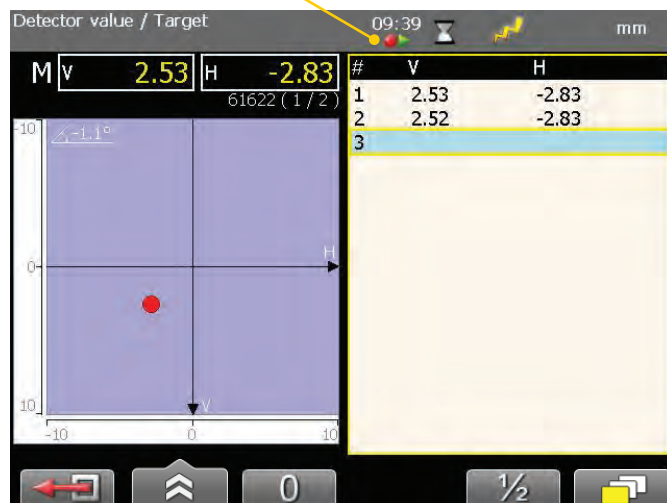 Detector value / Target
09:39
mm
M V 2.53 H -2.83
61622 ( 1 / 2 )
# V H
1 2.53 -2.83
2 2.52 -2.83
3
-10
-1.1°
0
H
10
V
-10 0 10
0
½